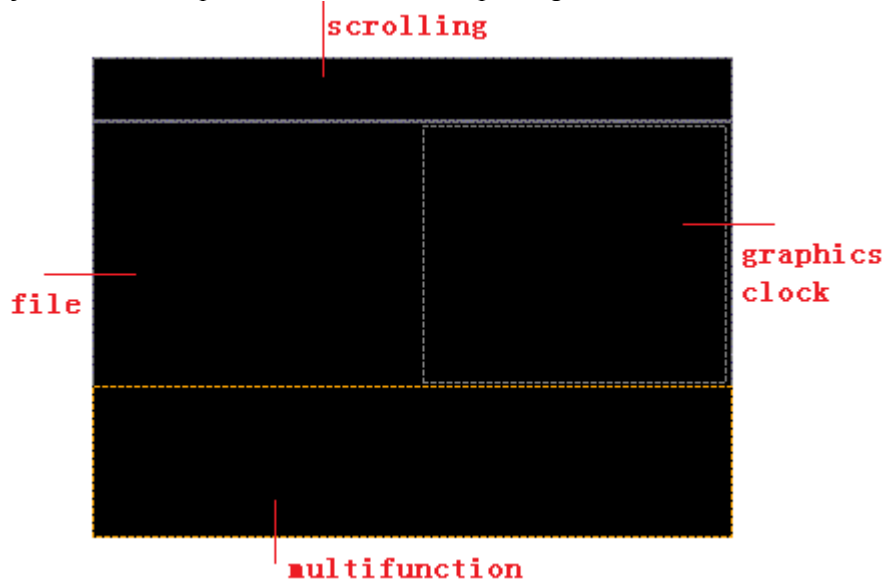 scrolling
graphics
clock
file
multifunction